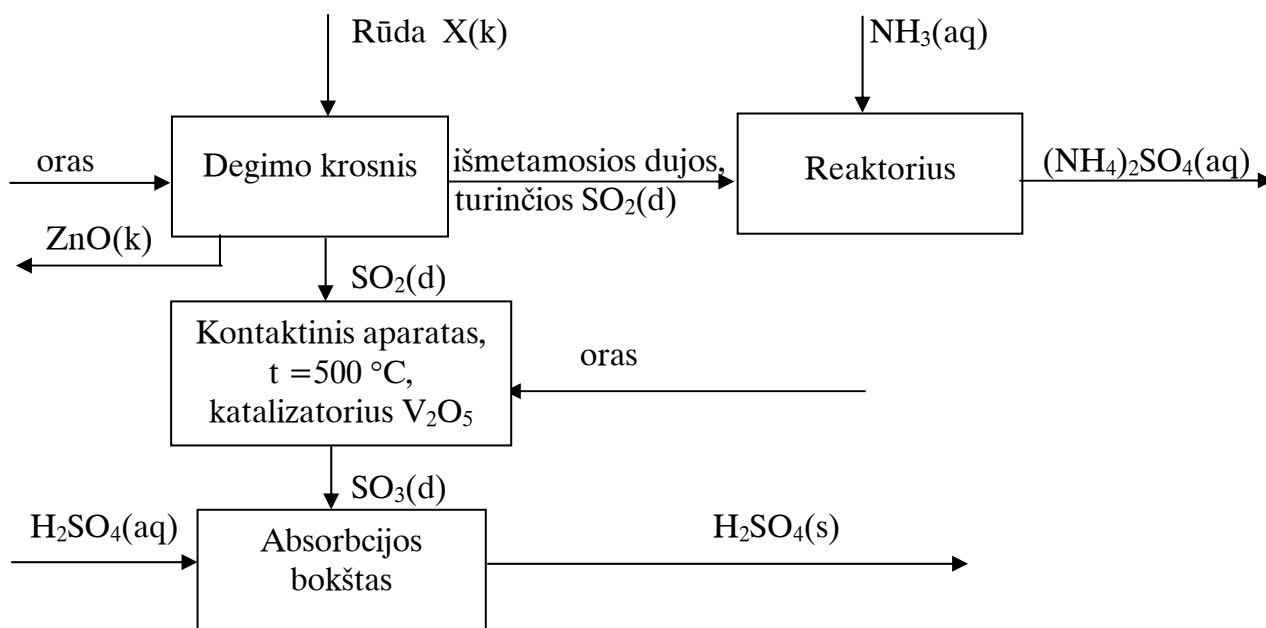 Rūda X(k)
NH₃(aq)
oras
Degimo krosnis
išmetamosios dujos,
turinčios SO₂(d)
Reaktorius
(NH₄)₂SO₄(aq)
ZnO(k)
SO₂(d)
Kontaktinis aparatas,
t =500 °C,
katalizatorius V₂O₅
oras
SO₃(d)
H₂SO₄(aq)
Absorbcijos
bokštas
H₂SO₄(s)